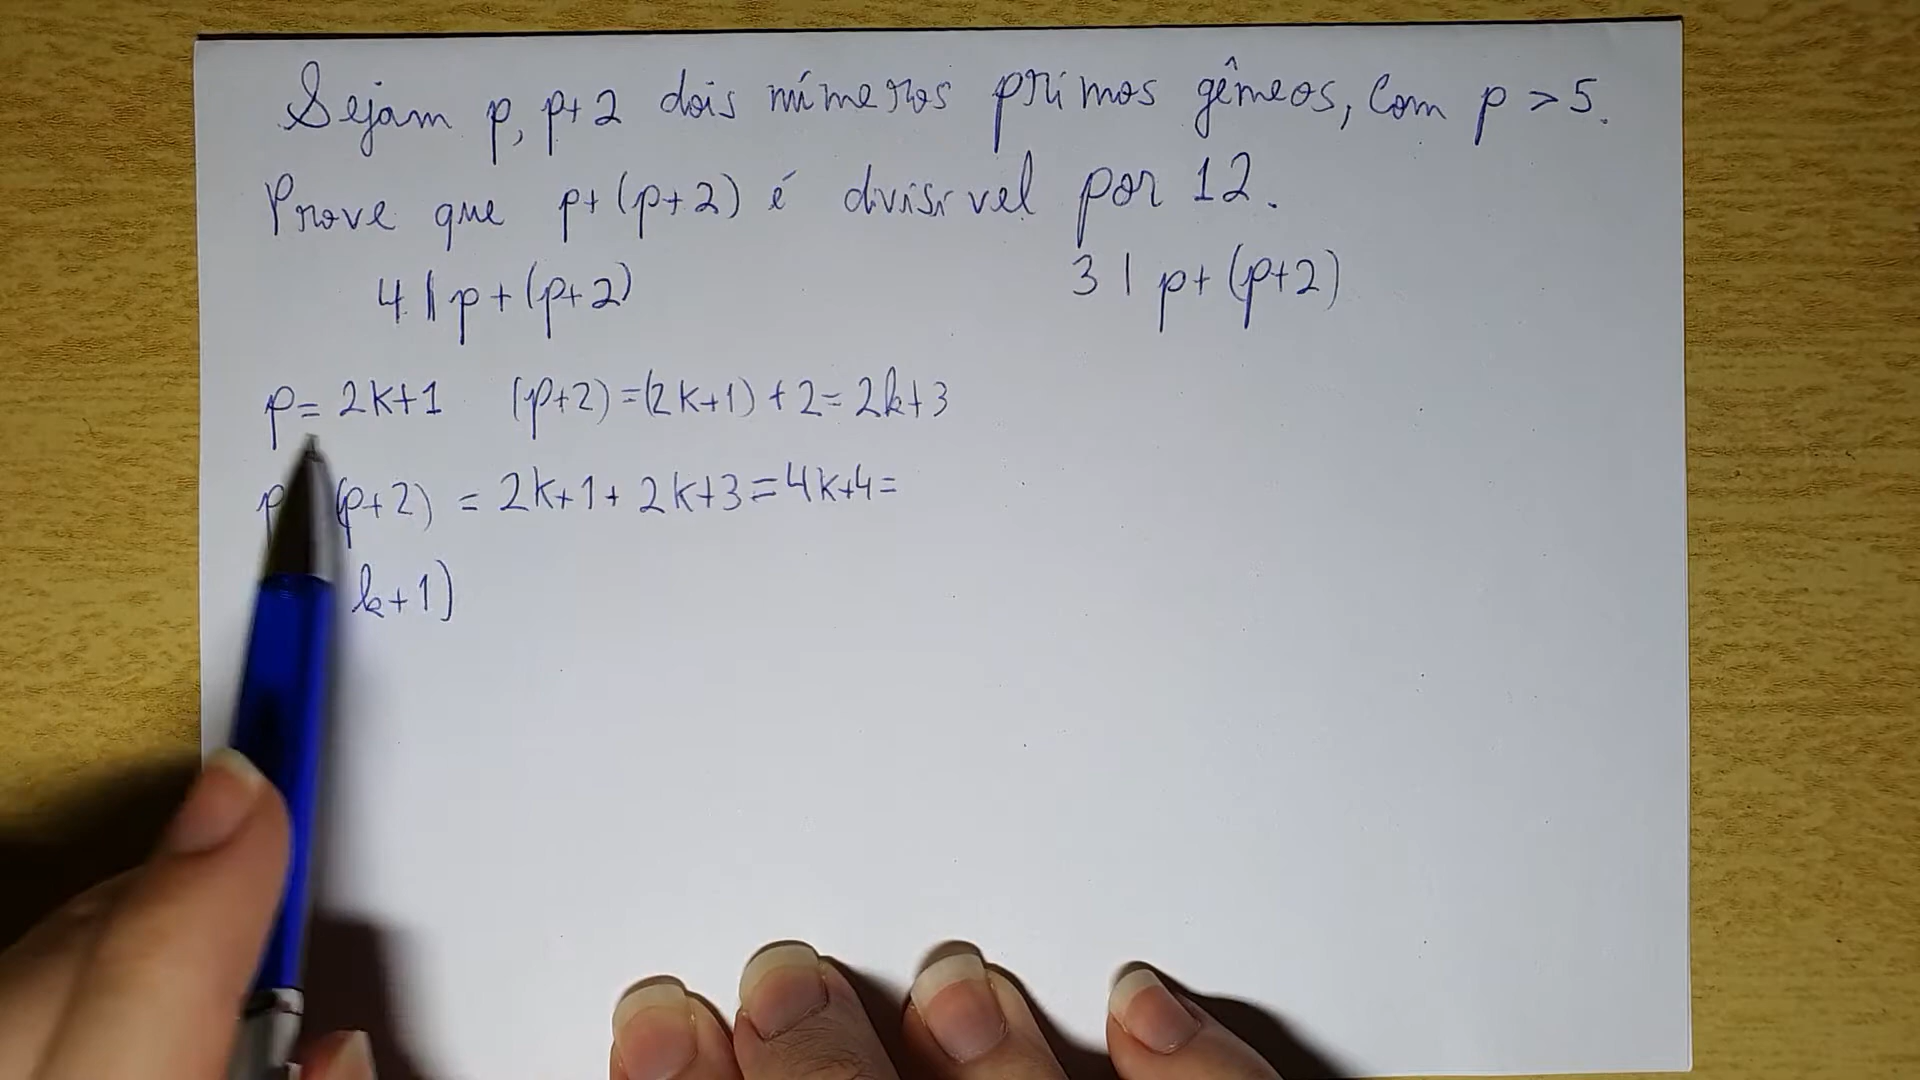 Sejam p, p+2 dois números primos gêmeos, com p > 5.
Prove que p+(p+2) é divisível por 12.
4 | p+(p+2)
3 | p+(p+2)
p = 2k+1 (p+2) = (2k+1) + 2 = 2k+3
p (p+2) = 2k+1 + 2k+3 = 4k+4 =
k+1)